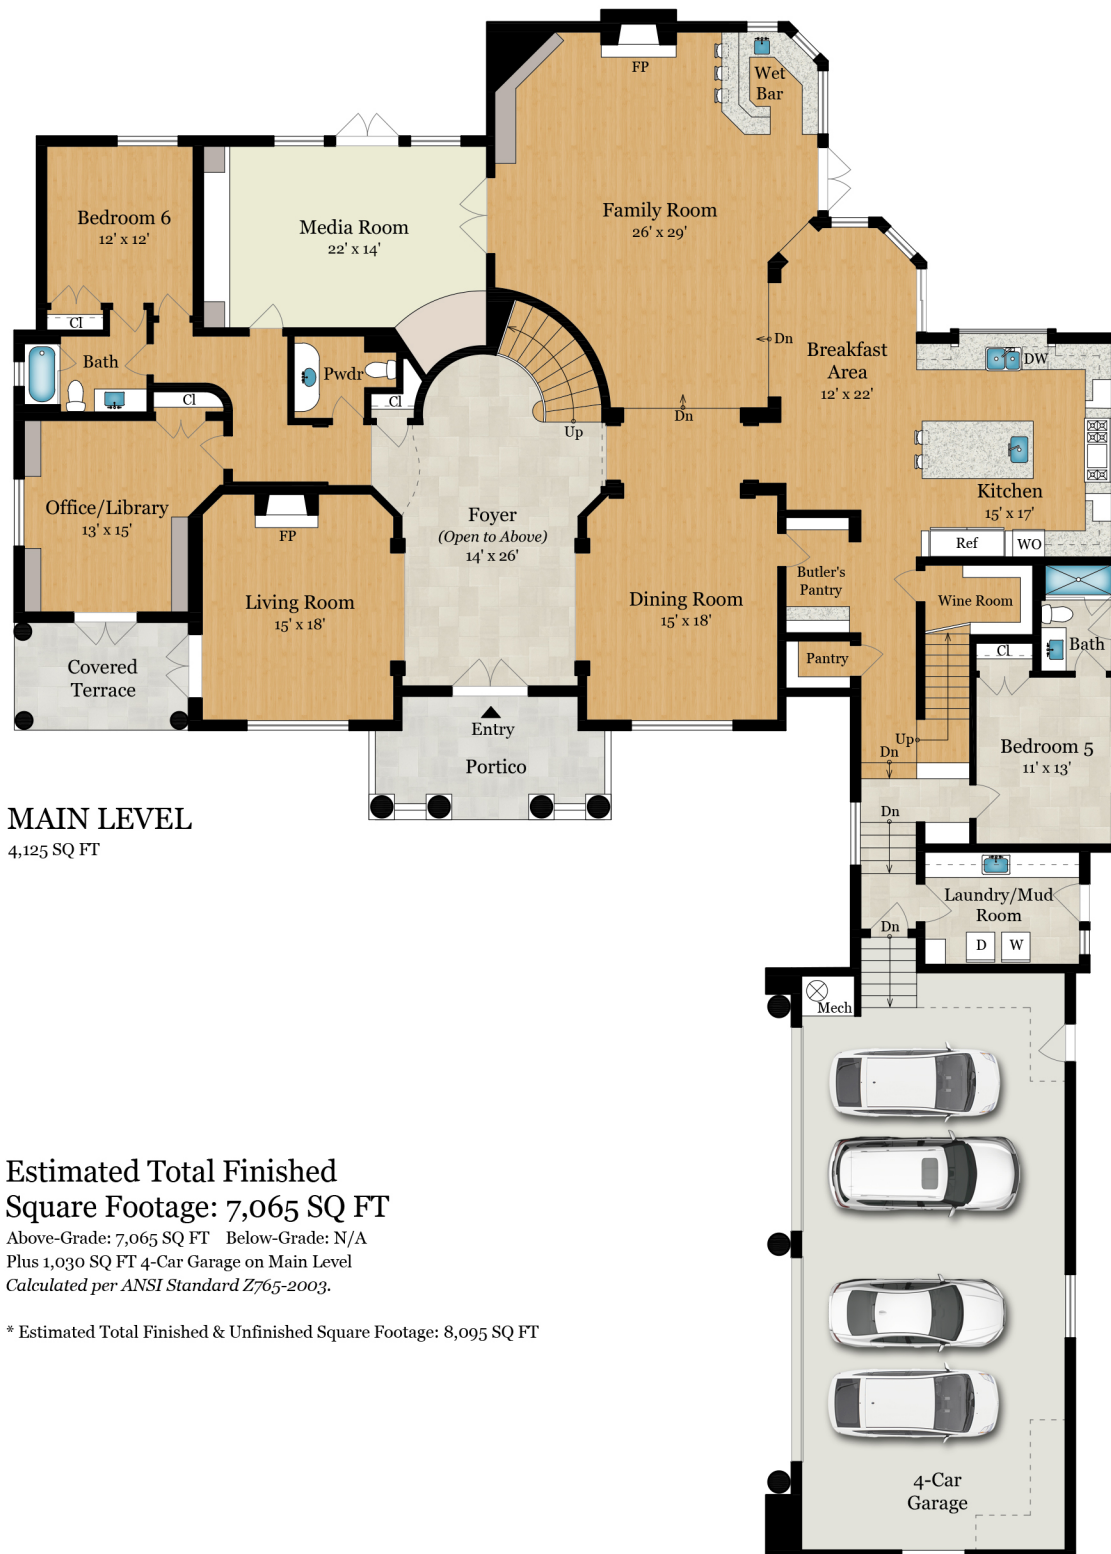 FP
Wet
Bar
Bedroom 6
12' x 12'
Media Room
22' x 14'
Family Room
26' x 29'
Cl
Bath
Pwdr
Cl
Cl
Up
Dn
Dn
Breakfast
Area
12' x 22'
DW
Kitchen
15' x 17'
Ref
WO
Office/Library
13' x 15'
FP
Foyer
(Open to Above)
14' x 26'
Living Room
15' x 18'
Dining Room
15' x 18'
Butler's
Pantry
Wine Room
Pantry
Cl
Bath
Covered
Terrace
Entry
Portico
Up
Dn
Bedroom 5
11' x 13'
Dn
MAIN LEVEL
4,125 SQ FT
Laundry/Mud
Room
D
W
Dn
Mech
4-Car
Garage
Estimated Total Finished
Square Footage: 7,065 SQ FT
Above-Grade: 7,065 SQ FT Below-Grade: N/A
Plus 1,030 SQ FT 4-Car Garage on Main Level
Calculated per ANSI Standard Z765-2003.
* Estimated Total Finished & Unfinished Square Footage: 8,095 SQ FT